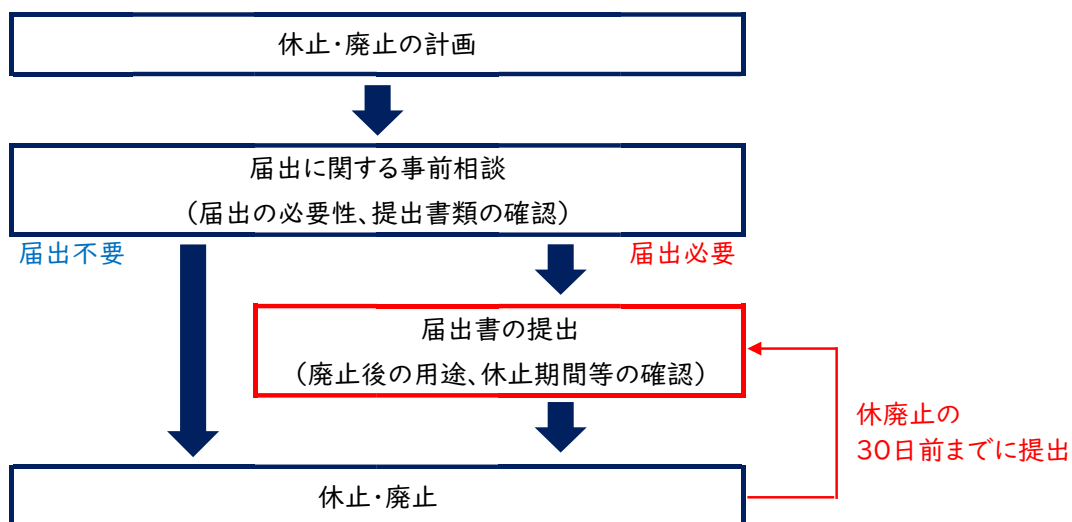 休止・廃止の計画
届出に関する事前相談
（届出の必要性、提出書類の確認）
届出不要
届出必要
届出書の提出
（廃止後の用途、休止期間等の確認）
休廃止の
30日前までに提出
休止・廃止